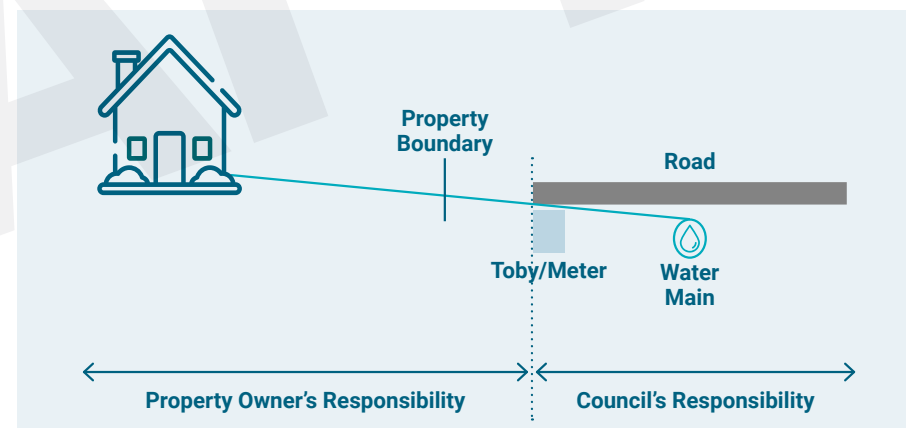 Property
Boundary
Road
Toby/Meter
Water
Main
Property Owner's Responsibility
Council's Responsibility